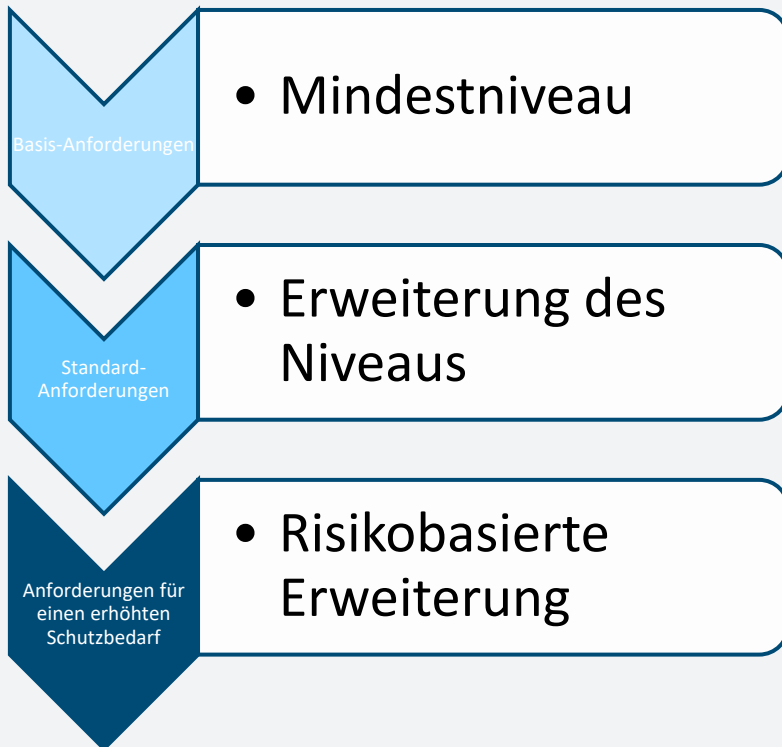 Basis-Anforderungen
• Mindestniveau
Standard-
Anforderungen
• Erweiterung des
Niveaus
Anforderungen für
einen erhöhten
Schutzbedarf
• Risikobasierte
Erweiterung